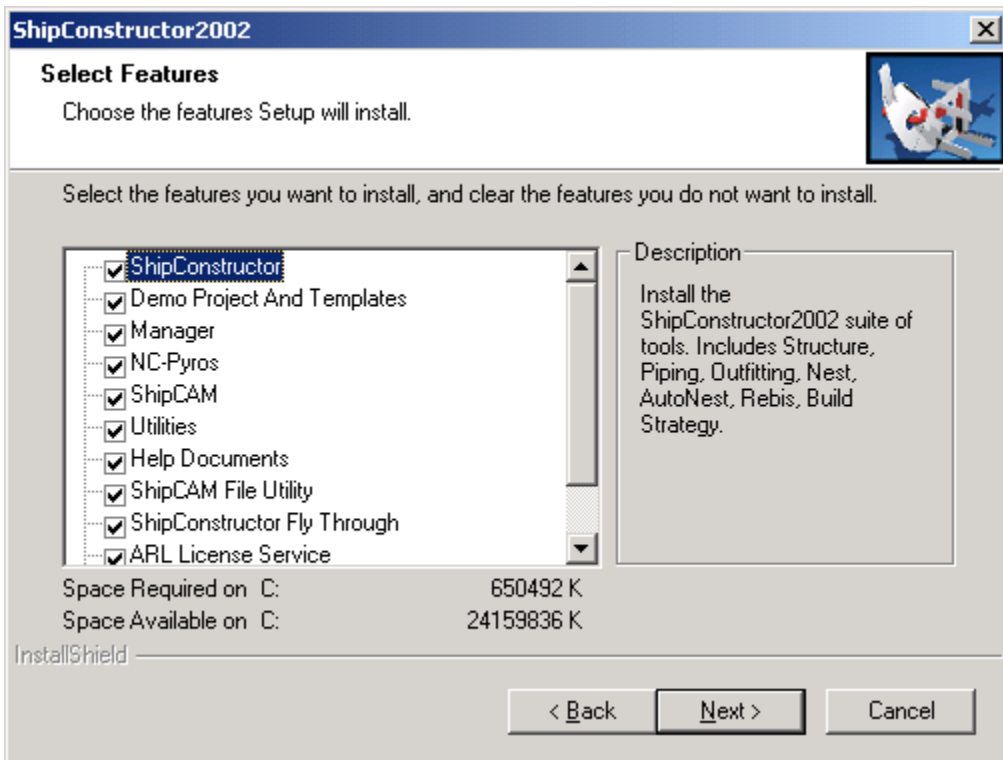 ShipConstructor2002
Select Features
Choose the features Setup will install.
Select the features you want to install, and clear the features you do not want to install.
ShipConstructor
Demo Project And Templates
Manager
NC-Pyros
ShipCAM
Utilities
Help Documents
ShipCAM File Utility
ShipConstructor Fly Through
ARL License Service
Description
Install the
ShipConstructor2002 suite of
tools. Includes Structure,
Piping, Outfitting, Nest,
AutoNest, Rebis, Build
Strategy.
Space Required on C: 650492 K
Space Available on C: 24159836 K
InstallShield
< Back
Next >
Cancel